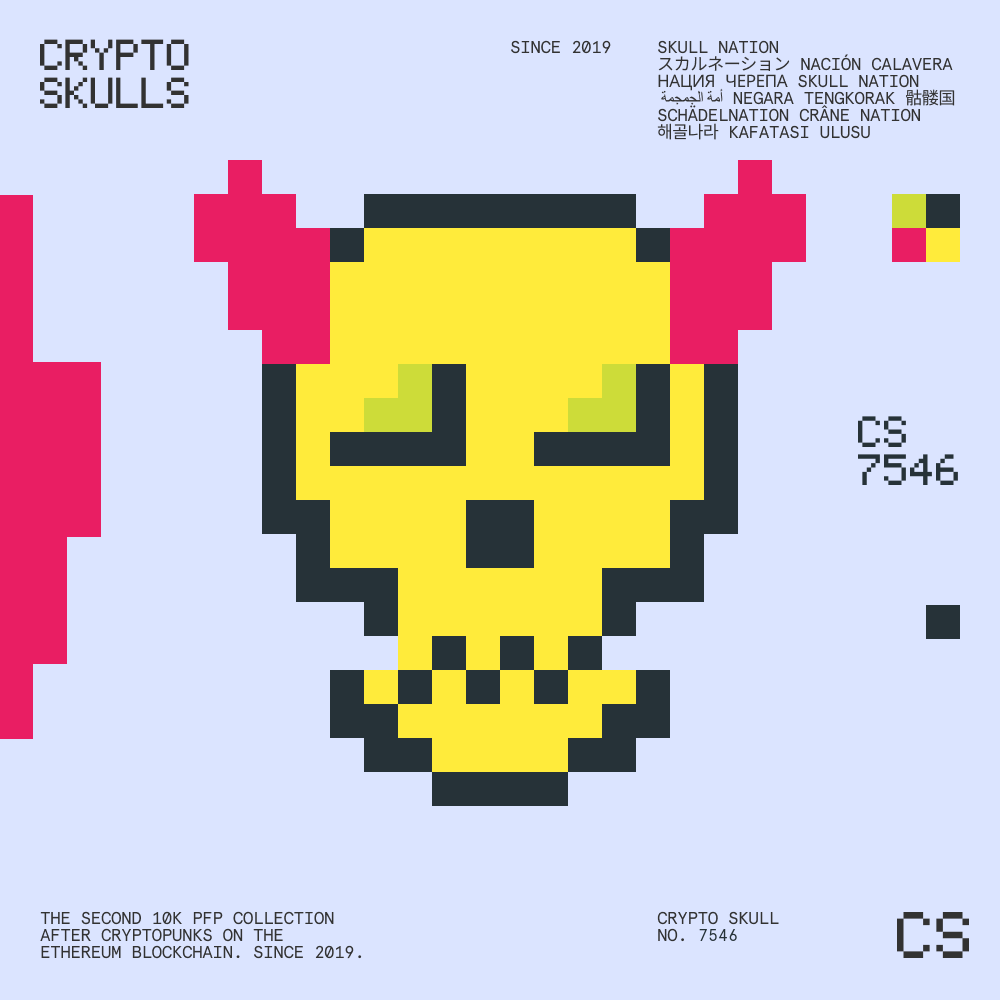 CRYPTO
SKULLS
SINCE 2019
SKULL NATION
スカルネーション NACIÓN CALAVERA
НАЦИЯ ЧЕРЕПА SKULL NATION
أمة الجمجمة NEGARA TENGKORAK 骷髅国
SCHÄDELNATION CRÂNE NATION
해골나라 KAFATASI ULUSU
CS
7546
THE SECOND 10K PFP COLLECTION
AFTER CRYPTOPUNKS ON THE
ETHEREUM BLOCKCHAIN. SINCE 2019.
CRYPTO SKULL
NO. 7546
CS